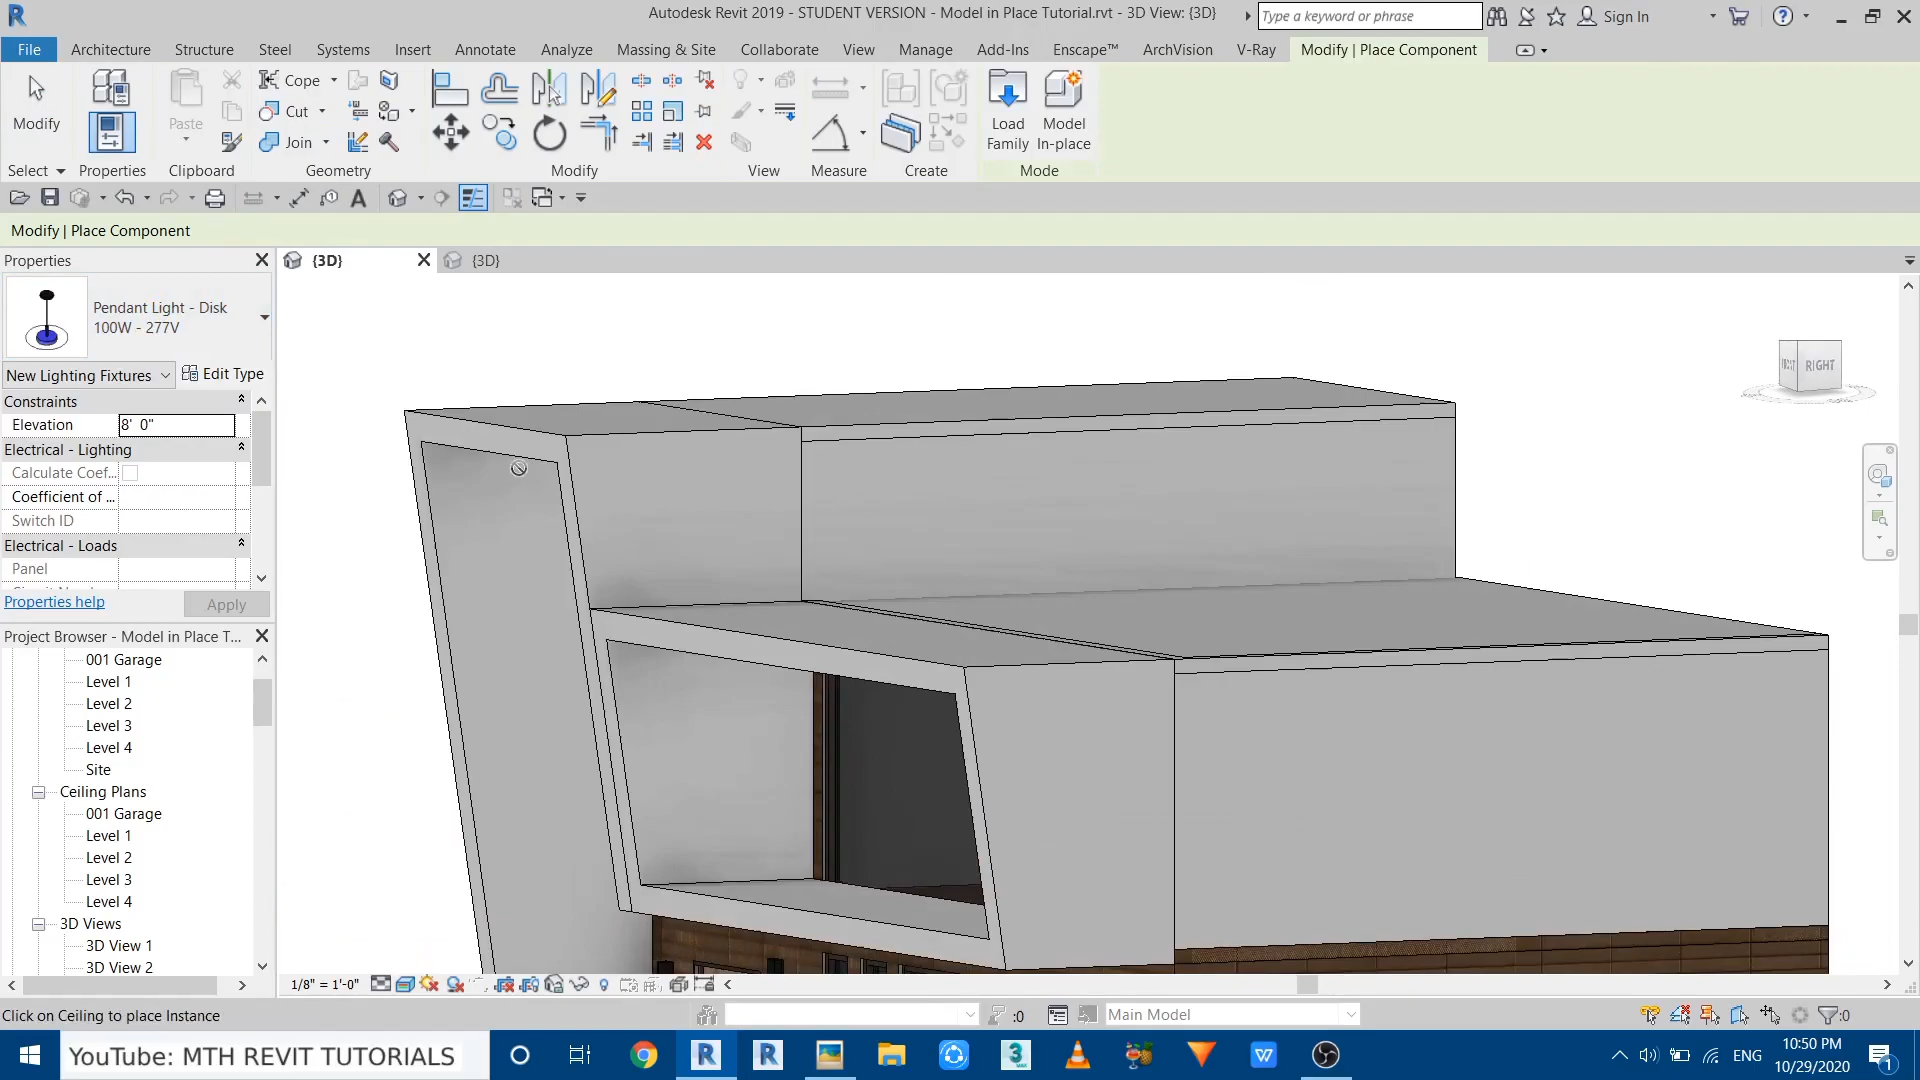 Autodesk Revit 2019 - STUDENT VERSION - Model in Place Tutorial.rvt - 3D View: {3D}
Type a keyword or phrase
Sign In
File Architecture Structure Steel Systems Insert Annotate Analyze Massing & Site Collaborate View Manage Add-Ins Enscape™ ArchVision V-Ray Modify | Place Component
Modify
Paste
Cope
Cut
Join
Load Family
Model In-place
Select Properties Clipboard Geometry Modify View Measure Create Mode
Modify | Place Component
Properties
{3D}
{3D}
Pendant Light - Disk
100W - 277V
New Lighting Fixtures
Edit Type
Constraints
Elevation 8' 0"
Electrical - Lighting
Calculate Coef...
Coefficient of ...
Switch ID
Electrical - Loads
Panel
Properties help
Apply
Project Browser - Model in Place T...
001 Garage
Level 1
Level 2
Level 3
Level 4
Site
Ceiling Plans
001 Garage
Level 1
Level 2
Level 3
Level 4
3D Views
3D View 1
3D View 2
RIGHT
1/8" = 1'-0"
Click on Ceiling to place Instance
:0
Main Model
:0
YouTube: MTH REVIT TUTORIALS
ENG
10:50 PM
10/29/2020
1